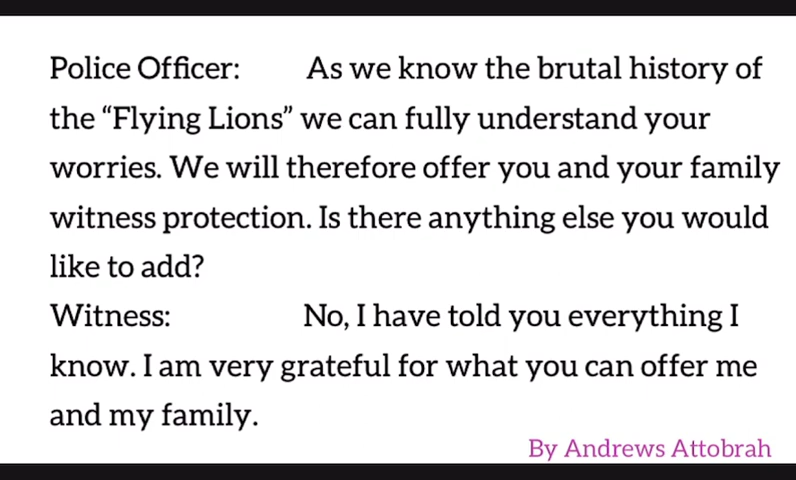 Police Officer: As we know the brutal history of
the “Flying Lions” we can fully understand your
worries. We will therefore offer you and your family
witness protection. Is there anything else you would
like to add?
Witness: No, I have told you everything I
know. I am very grateful for what you can offer me
and my family.
By Andrews Attobrah